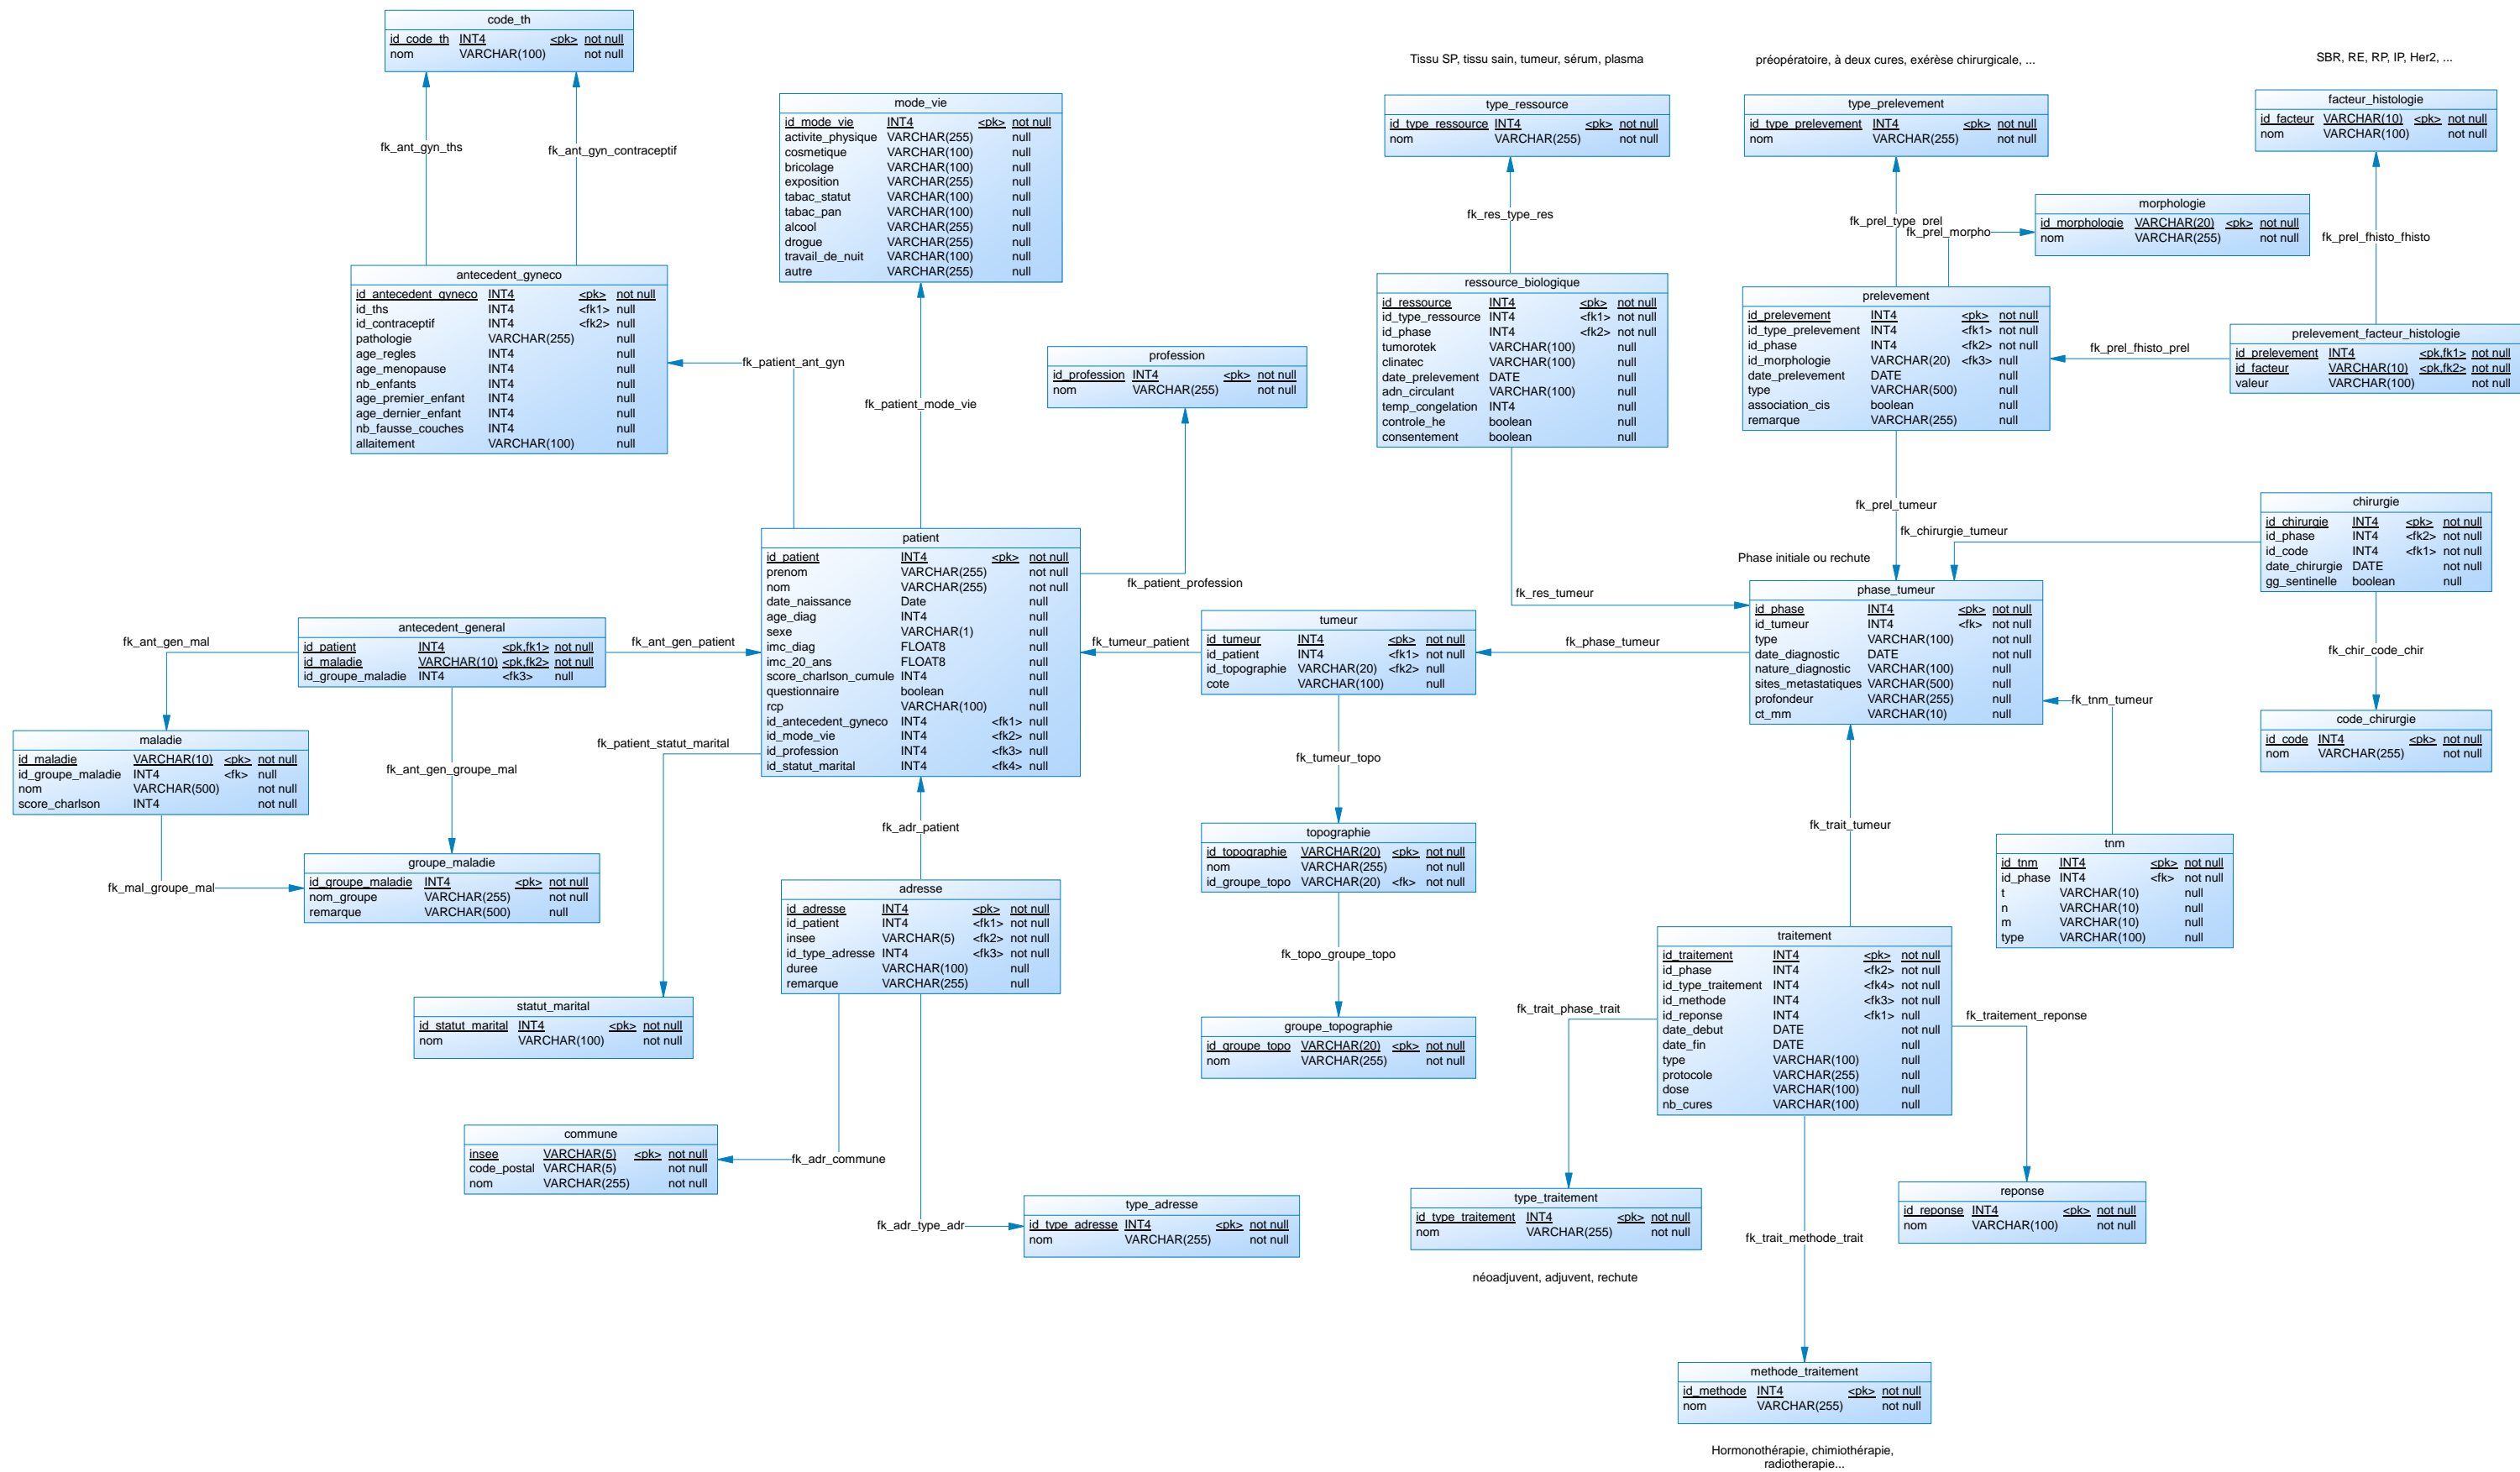 code_th
id_code_th INT4 <pk> not null
nom VARCHAR(100) not null
fk_ant_gyn_ths
fk_ant_gyn_contraceptif
antecedent_gyneco
id_antecedent_gyneco INT4 <pk> not null
id_ths INT4 <fk1> null
id_contraceptif INT4 <fk2> null
pathologie VARCHAR(255) null
age_regles INT4 null
age_menopause INT4 null
nb_enfants INT4 null
age_premier_enfant INT4 null
age_dernier_enfant INT4 null
nb_fausse_couches INT4 null
allaitement VARCHAR(100) null
mode_vie
id_mode_vie INT4 <pk> not null
activite_physique VARCHAR(255) null
cosmetique VARCHAR(100) null
bricolage VARCHAR(100) null
exposition VARCHAR(255) null
tabac_statut VARCHAR(100) null
tabac_pan VARCHAR(100) null
alcool VARCHAR(255) null
drogue VARCHAR(255) null
travail_de_nuit VARCHAR(100) null
autre VARCHAR(255) null
fk_patient_ant_gyn
fk_patient_mode_vie
profession
id_profession INT4 <pk> not null
nom VARCHAR(255) not null
fk_patient_profession
patient
id_patient INT4 <pk> not null
prenom VARCHAR(255) not null
nom VARCHAR(255) not null
date_naissance Date null
age_diag INT4 null
sexe VARCHAR(1) null
imc_diag FLOAT8 null
imc_20_ans FLOAT8 null
score_charlson_cumule INT4 null
questionnaire boolean null
rcp VARCHAR(100) null
id_antecedent_gyneco INT4 <fk1> null
id_mode_vie INT4 <fk2> null
id_profession INT4 <fk3> null
id_statut_marital INT4 <fk4> null
fk_ant_gen_mal
antecedent_general
id_patient INT4 <pk,fk1> not null
id_maladie VARCHAR(10) <pk,fk2> not null
id_groupe_maladie INT4 <fk3> null
fk_ant_gen_patient
maladie
id_maladie VARCHAR(10) <pk> not null
id_groupe_maladie INT4 <fk> null
nom VARCHAR(500) not null
score_charlson INT4 not null
fk_ant_gen_groupe_mal
fk_mal_groupe_mal
groupe_maladie
id_groupe_maladie INT4 <pk> not null
nom_groupe VARCHAR(255) not null
remarque VARCHAR(500) null
fk_patient_statut_marital
statut_marital
id_statut_marital INT4 <pk> not null
nom VARCHAR(100) not null
fk_adr_patient
adresse
id_adresse INT4 <pk> not null
id_patient INT4 <fk1> not null
insee VARCHAR(5) <fk2> not null
id_type_adresse INT4 <fk3> not null
duree VARCHAR(100) null
remarque VARCHAR(255) null
commune
insee VARCHAR(5) <pk> not null
code_postal VARCHAR(5) not null
nom VARCHAR(255) not null
fk_adr_commune
fk_adr_type_adr
type_adresse
id_type_adresse INT4 <pk> not null
nom VARCHAR(255) not null
fk_tumeur_patient
tumeur
id_tumeur INT4 <pk> not null
id_patient INT4 <fk1> not null
id_topographie VARCHAR(20) <fk2> null
cote VARCHAR(100) null
fk_phase_tumeur
fk_tumeur_topo
topographie
id_topographie VARCHAR(20) <pk> not null
nom VARCHAR(255) not null
id_groupe_topo VARCHAR(20) <fk> not null
fk_topo_groupe_topo
groupe_topographie
id_groupe_topo VARCHAR(20) <pk> not null
nom VARCHAR(255) not null
Tissu SP, tissu sain, tumeur, sérum, plasma
type_ressource
id_type_ressource INT4 <pk> not null
nom VARCHAR(255) not null
fk_res_type_res
ressource_biologique
id_ressource INT4 <pk> not null
id_type_ressource INT4 <fk1> not null
id_phase INT4 <fk2> not null
tumorotek VARCHAR(100) null
clinatec VARCHAR(100) null
date_prelevement DATE null
adn_circulant VARCHAR(100) null
temp_congelation INT4 null
controle_he boolean null
consentement boolean null
fk_res_tumeur
préopératoire, à deux cures, exérèse chirurgicale, ...
type_prelevement
id_type_prelevement INT4 <pk> not null
nom VARCHAR(255) not null
fk_prel_type_prel
fk_prel_morpho
morphologie
id_morphologie VARCHAR(20) <pk> not null
nom VARCHAR(255) not null
prelevement
id_prelevement INT4 <pk> not null
id_type_prelevement INT4 <fk1> not null
id_phase INT4 <fk2> not null
id_morphologie VARCHAR(20) <fk3> null
date_prelevement DATE null
type VARCHAR(500) null
association_cis boolean null
remarque VARCHAR(255) null
SBR, RE, RP, IP, Her2, ...
facteur_histologie
id_facteur VARCHAR(10) <pk> not null
nom VARCHAR(100) not null
fk_prel_fhisto_fhisto
fk_prel_fhisto_prel
prelevement_facteur_histologie
id_prelevement INT4 <pk,fk1> not null
id_facteur VARCHAR(10) <pk,fk2> not null
valeur VARCHAR(100) not null
fk_prel_tumeur
fk_chirurgie_tumeur
chirurgie
id_chirurgie INT4 <pk> not null
id_phase INT4 <fk2> not null
id_code INT4 <fk1> not null
date_chirurgie DATE not null
gg_sentinelle boolean null
Phase initiale ou rechute
phase_tumeur
id_phase INT4 <pk> not null
id_tumeur INT4 <fk> not null
type VARCHAR(100) not null
date_diagnostic DATE not null
nature_diagnostic VARCHAR(100) null
sites_metastatiques VARCHAR(500) null
profondeur VARCHAR(255) null
ct_mm VARCHAR(10) null
fk_chir_code_chir
code_chirurgie
id_code INT4 <pk> not null
nom VARCHAR(255) not null
fk_tnm_tumeur
tnm
id_tnm INT4 <pk> not null
id_phase INT4 <fk> not null
t VARCHAR(10) null
n VARCHAR(10) null
m VARCHAR(10) null
type VARCHAR(100) null
fk_trait_tumeur
traitement
id_traitement INT4 <pk> not null
id_phase INT4 <fk2> not null
id_type_traitement INT4 <fk4> not null
id_methode INT4 <fk3> not null
id_reponse INT4 <fk1> null
date_debut DATE not null
date_fin DATE null
type VARCHAR(100) null
protocole VARCHAR(255) null
dose VARCHAR(100) null
nb_cures VARCHAR(100) null
fk_trait_phase_trait
fk_traitement_reponse
type_traitement
id_type_traitement INT4 <pk> not null
nom VARCHAR(255) not null
néoadjuvent, adjuvent, rechute
reponse
id_reponse INT4 <pk> not null
nom VARCHAR(100) not null
fk_trait_methode_trait
methode_traitement
id_methode INT4 <pk> not null
nom VARCHAR(255) not null
Hormonothérapie, chimiothérapie,
radiotherapie...